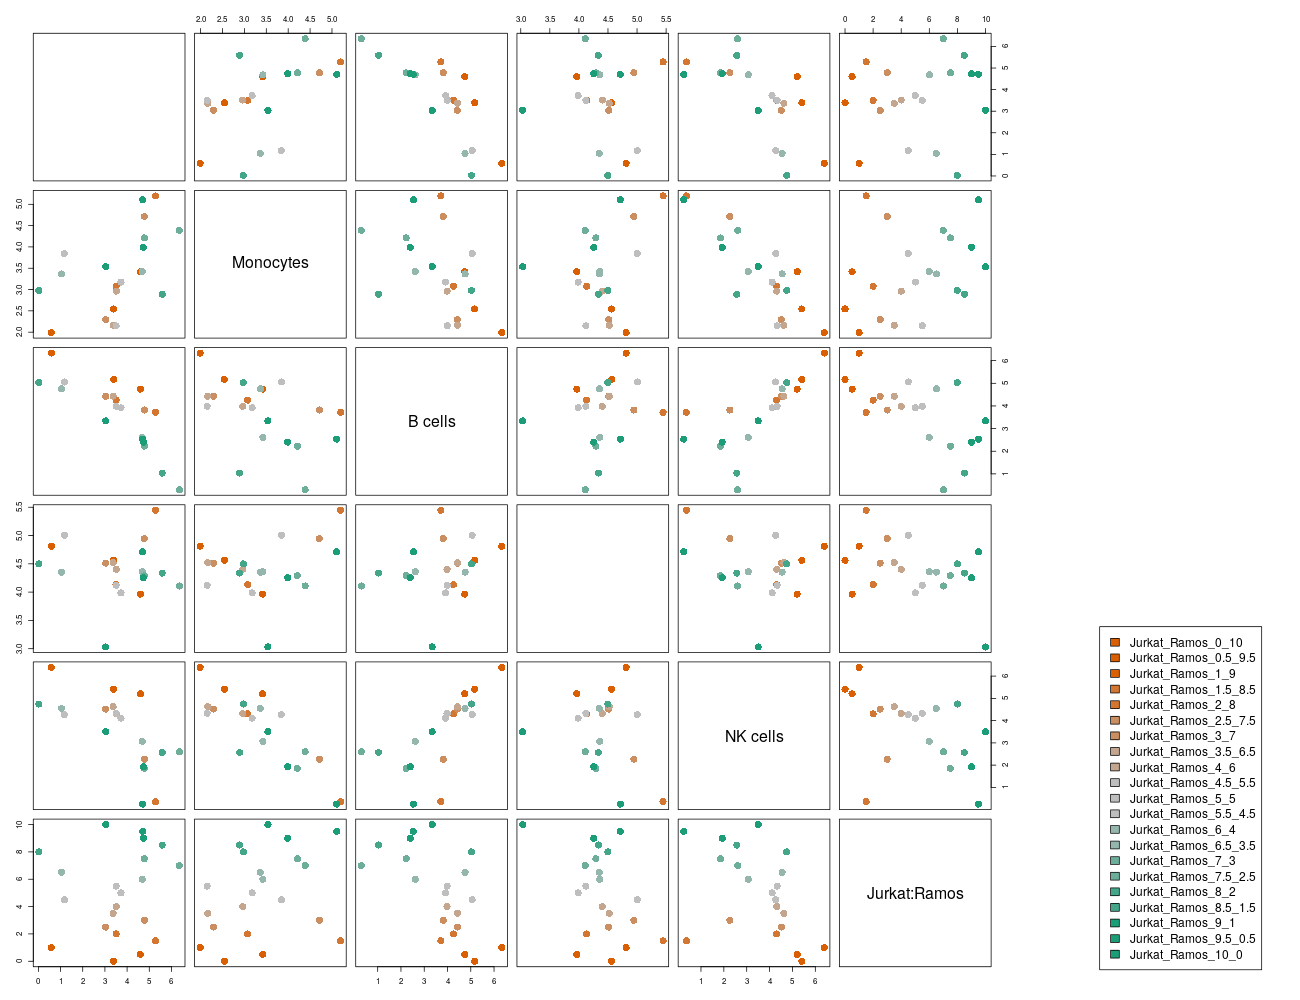 2.0 2.5 3.0 3.5 4.0 4.5 5.0
3.0 3.5 4.0 4.5 5.0 5.5
0 2 4 6 8 10
0 1 2 3 4 5 6
2.0 2.5 3.0 3.5 4.0 4.5 5.0
Monocytes
B cells
1 2 3 4 5 6
3.0 3.5 4.0 4.5 5.0 5.5
NK cells
1 2 3 4 5 6
0 2 4 6 8 10
Jurkat:Ramos
0 1 2 3 4 5 6
1 2 3 4 5 6
1 2 3 4 5 6
Jurkat_Ramos_0_10
Jurkat_Ramos_0.5_9.5
Jurkat_Ramos_1_9
Jurkat_Ramos_1.5_8.5
Jurkat_Ramos_2_8
Jurkat_Ramos_2.5_7.5
Jurkat_Ramos_3_7
Jurkat_Ramos_3.5_6.5
Jurkat_Ramos_4_6
Jurkat_Ramos_4.5_5.5
Jurkat_Ramos_5_5
Jurkat_Ramos_5.5_4.5
Jurkat_Ramos_6_4
Jurkat_Ramos_6.5_3.5
Jurkat_Ramos_7_3
Jurkat_Ramos_7.5_2.5
Jurkat_Ramos_8_2
Jurkat_Ramos_8.5_1.5
Jurkat_Ramos_9_1
Jurkat_Ramos_9.5_0.5
Jurkat_Ramos_10_0